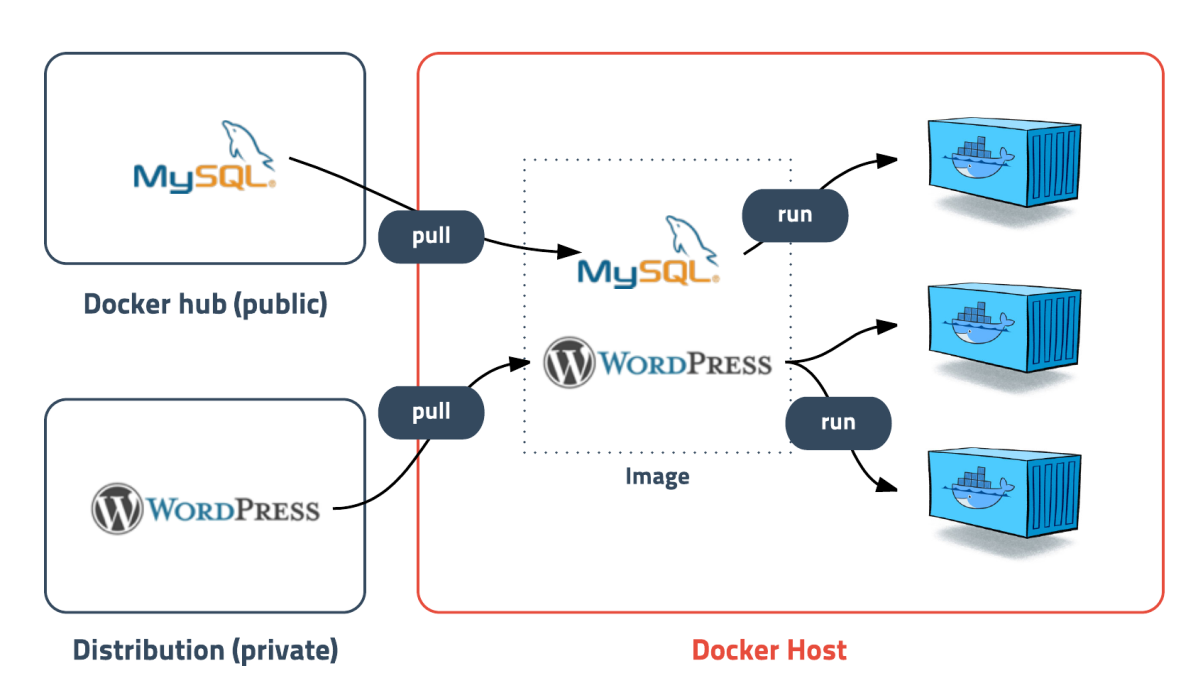 MySQL®
pull
Docker hub (public)
MySQL®
run
WORDPRESS
pull
run
Image
WORDPRESS
Distribution (private)
Docker Host